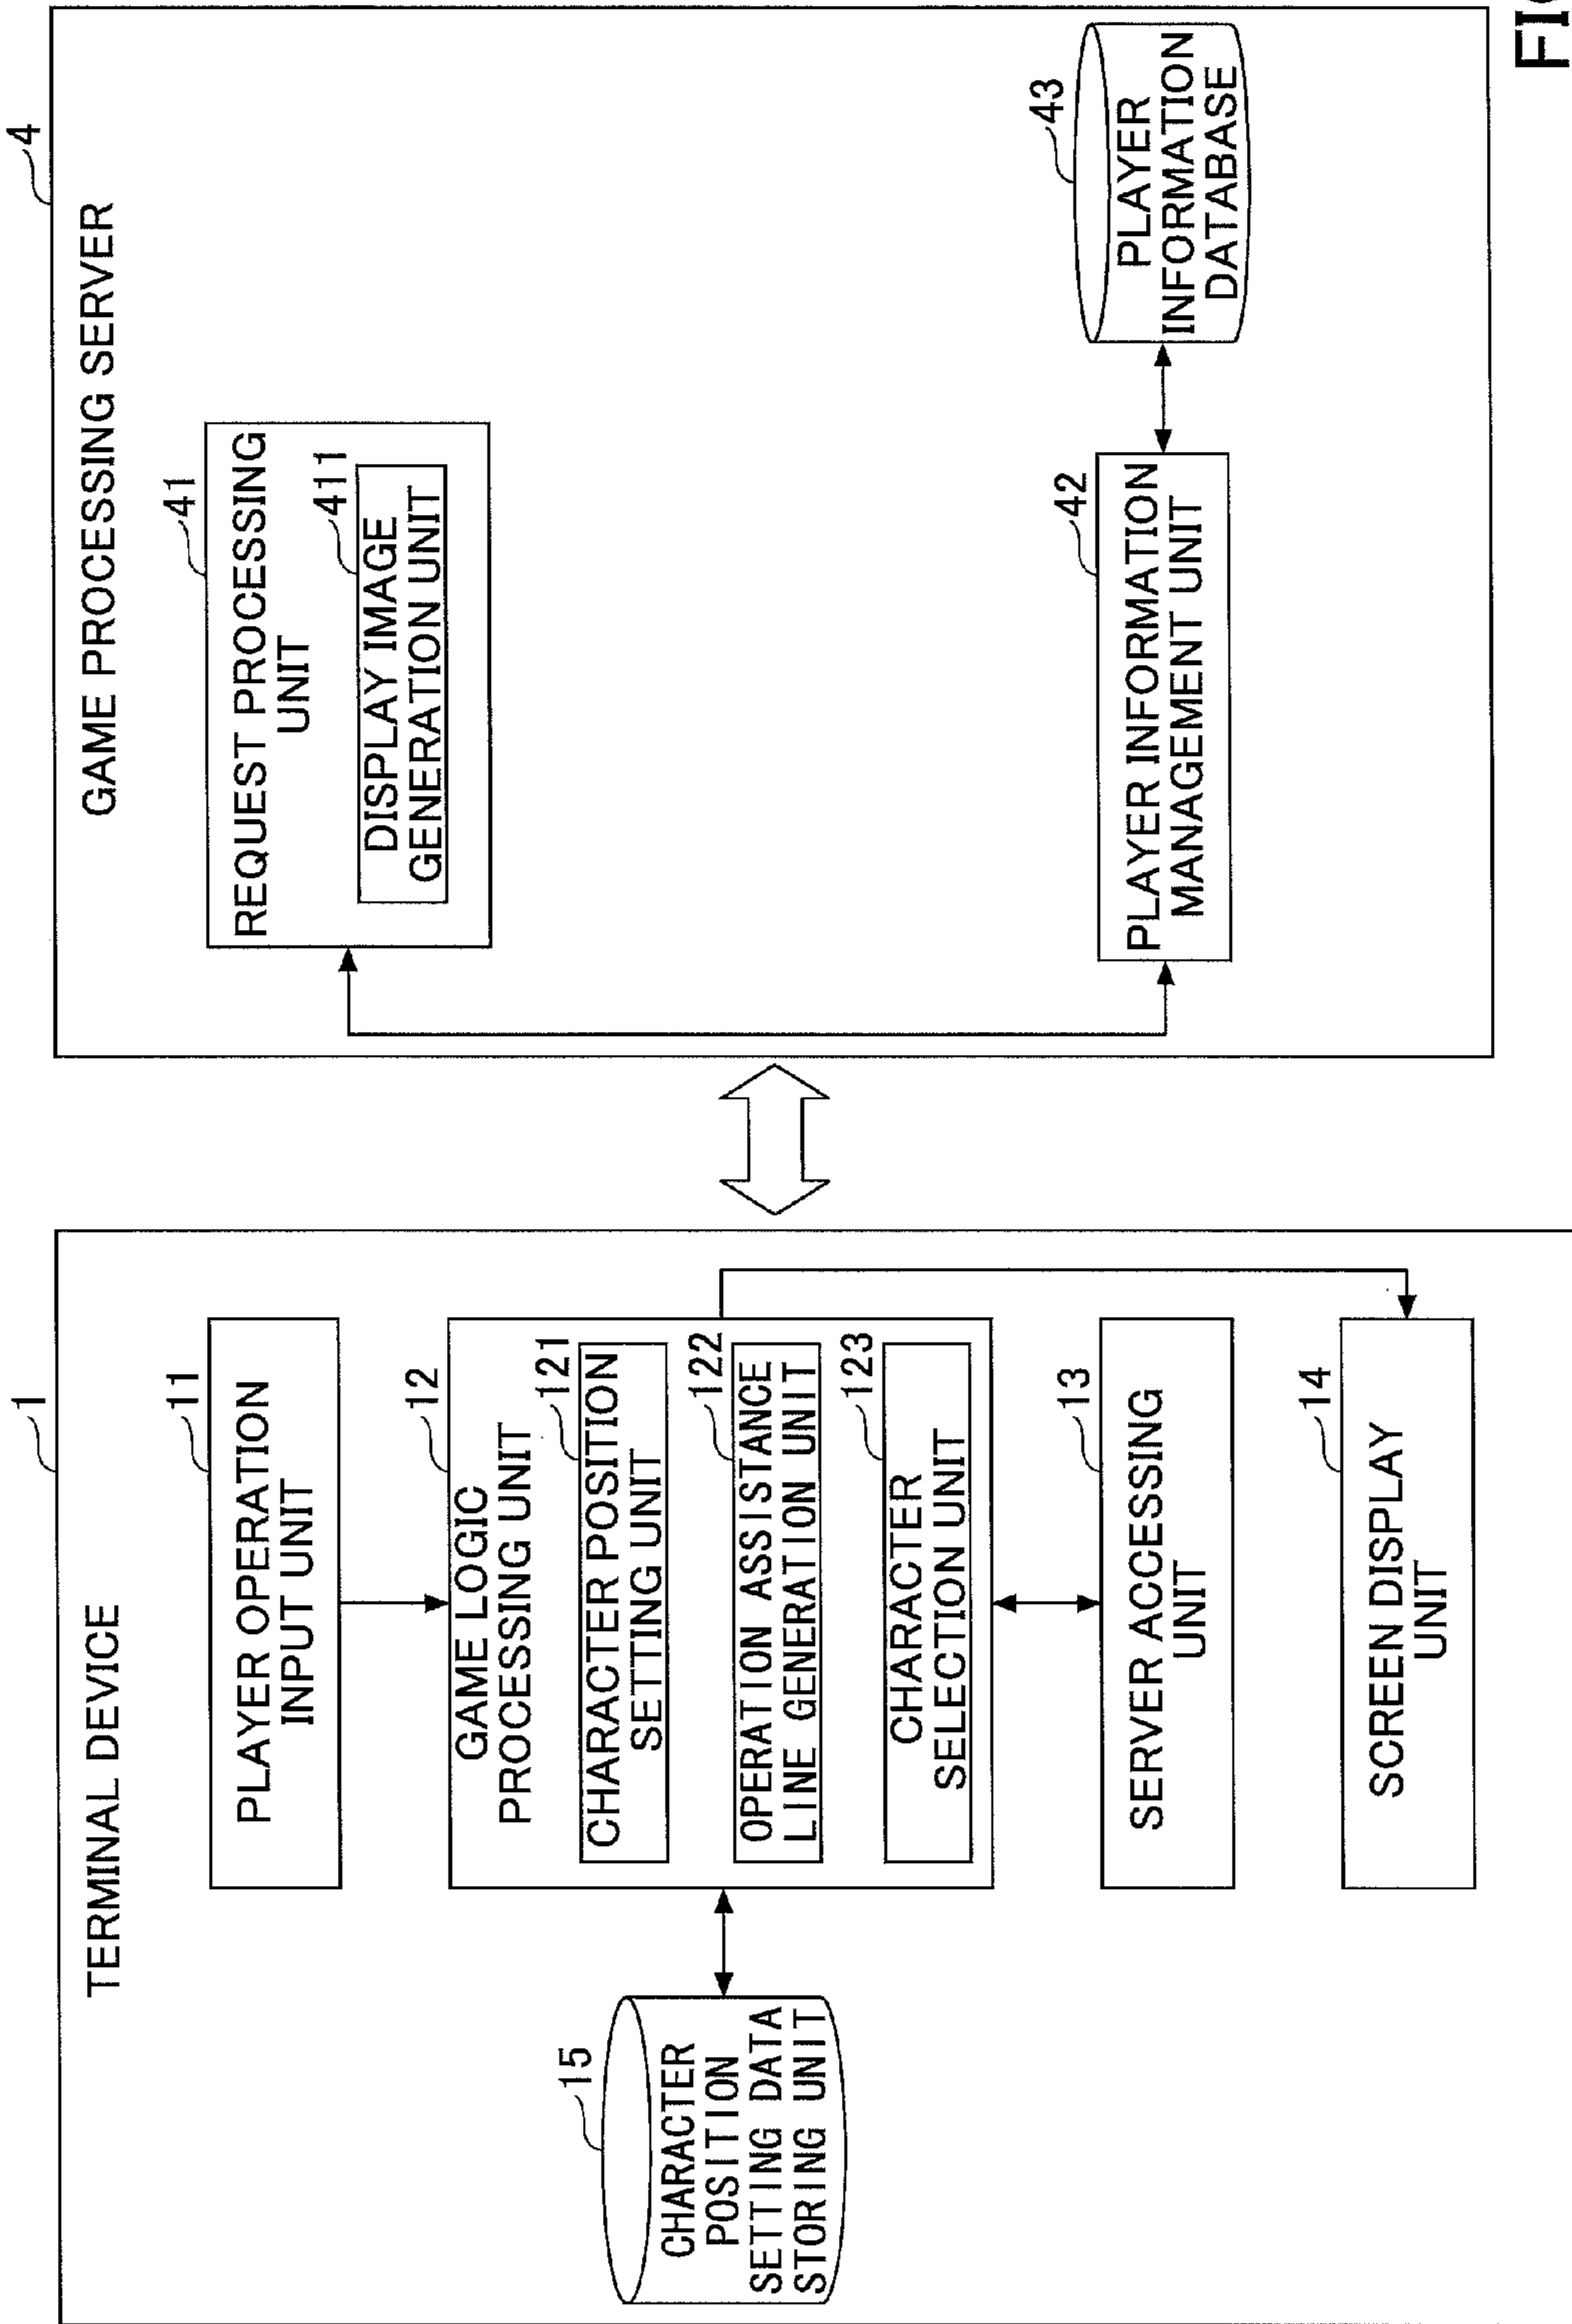 1
TERMINAL DEVICE
11
PLAYER OPERATION
INPUT UNIT
12
GAME LOGIC
PROCESSING UNIT
121
CHARACTER POSITION
SETTING UNIT
122
OPERATION ASSISTANCE
LINE GENERATION UNIT
123
CHARACTER
SELECTION UNIT
13
SERVER ACCESSING
UNIT
14
SCREEN DISPLAY
UNIT
15
CHARACTER
POSITION
SETTING DATA
STORING UNIT
4
GAME PROCESSING SERVER
41
REQUEST PROCESSING
UNIT
411
DISPLAY IMAGE
GENERATION UNIT
42
PLAYER INFORMATION
MANAGEMENT UNIT
43
PLAYER
INFORMATION
DATABASE